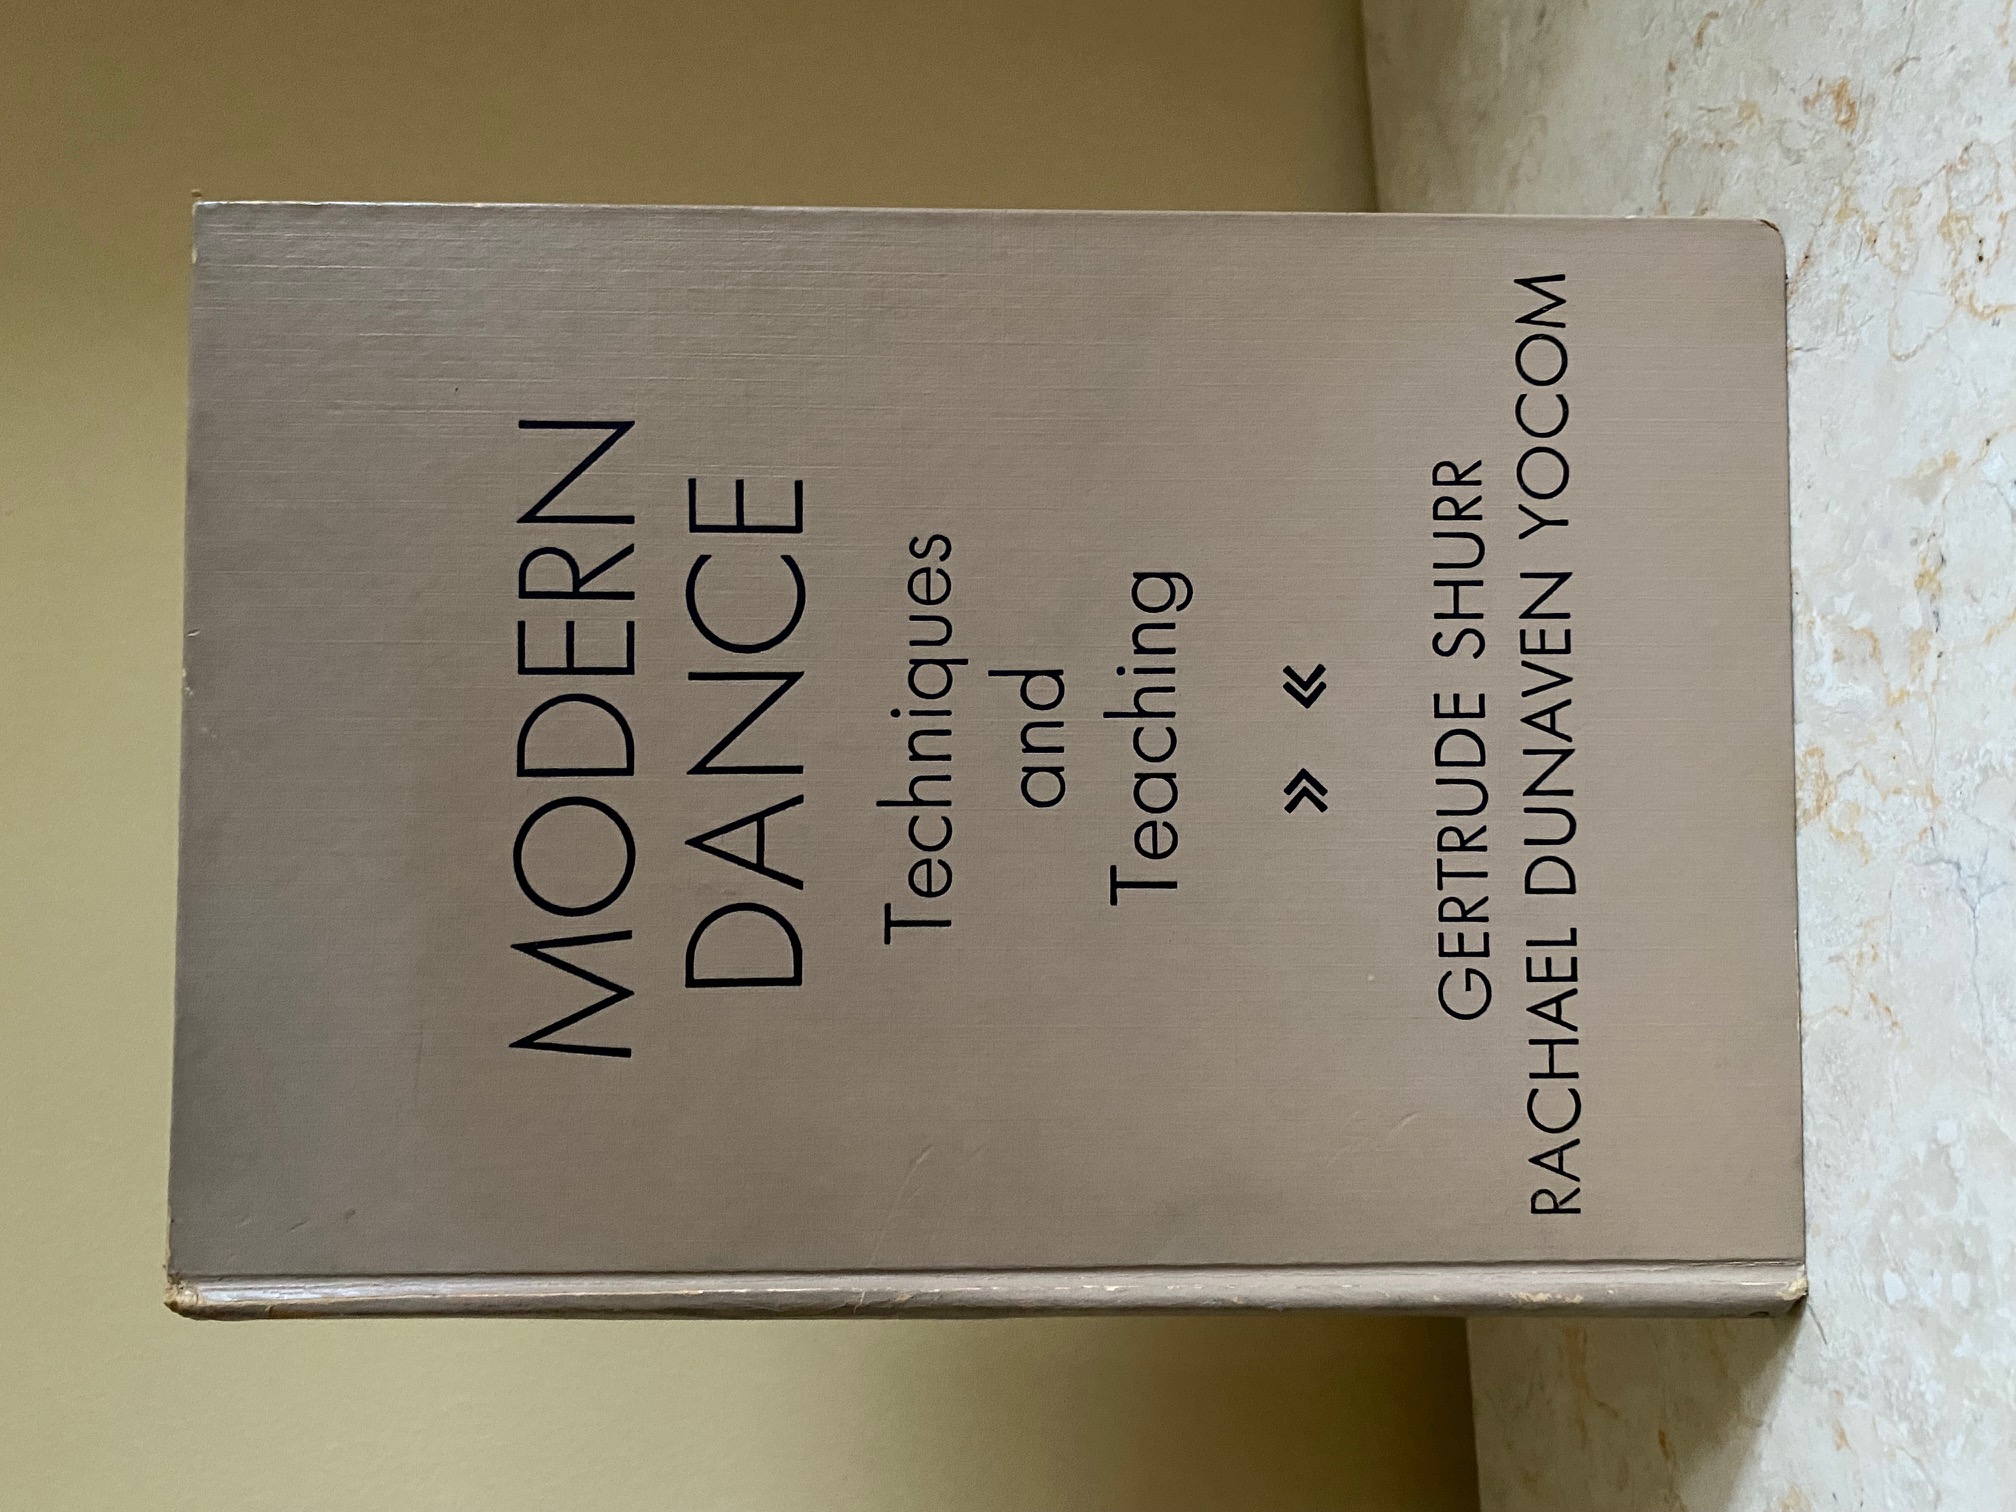 MODERN
DANCE
Techniques
and
Teaching
» «
GERTRUDE SHURR
RACHAEL DUNAVEN YOCOM